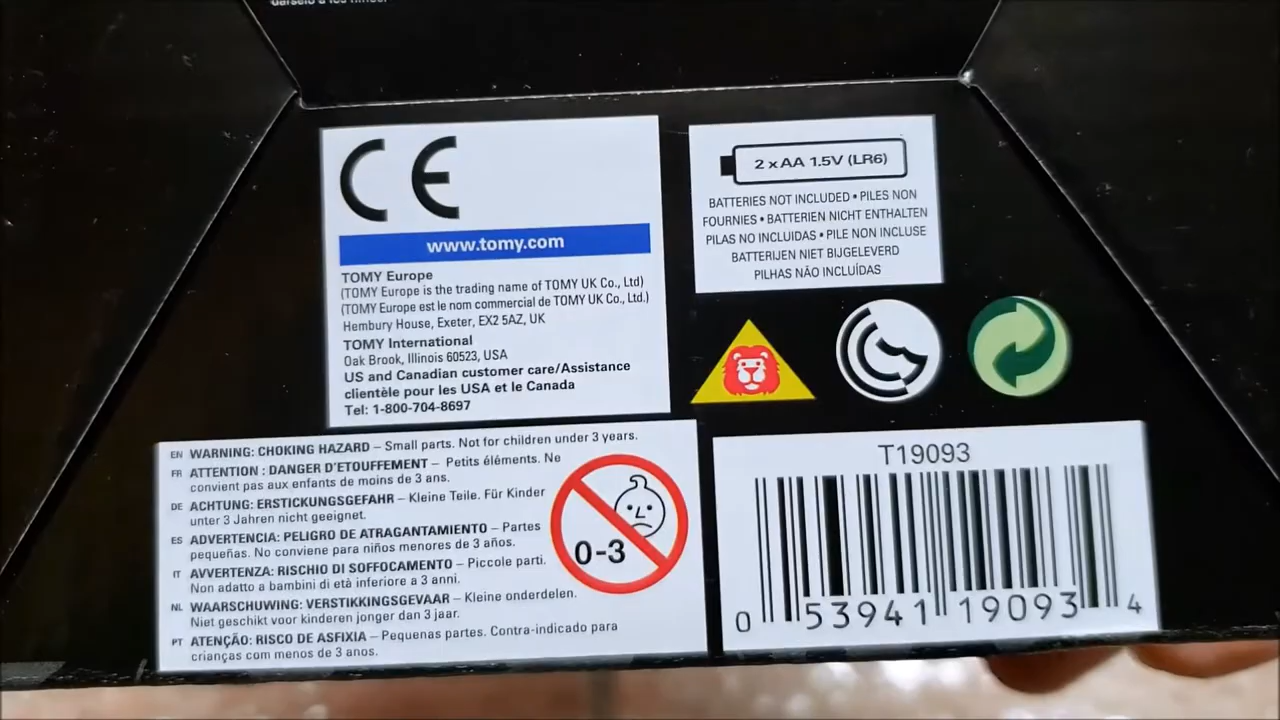 CE
www.tomy.com
TOMY Europe
(TOMY Europe is the trading name of TOMY UK Co., Ltd)
(TOMY Europe est le nom commercial de TOMY UK Co., Ltd.)
Hembury House, Exeter, EX2 5AZ, UK
TOMY International
Oak Brook, Illinois 60523, USA
US and Canadian customer care/Assistance
clientèle pour les USA et le Canada
Tel: 1-800-704-8697
2 x AA 1.5V (LR6)
BATTERIES NOT INCLUDED • PILES NON
FOURNIES • BATTERIEN NICHT ENTHALTEN
PILAS NO INCLUIDAS • PILE NON INCLUSE
BATTERIJEN NIET BIJGELEVERD
PILHAS NÃO INCLUÍDAS
EN WARNING: CHOKING HAZARD – Small parts. Not for children under 3 years.
FR ATTENTION : DANGER D'ETOUFFEMENT – Petits éléments. Ne
convient pas aux enfants de moins de 3 ans.
DE ACHTUNG: ERSTICKUNGSGEFAHR – Kleine Teile. Für Kinder
unter 3 Jahren nicht geeignet.
ES ADVERTENCIA: PELIGRO DE ATRAGANTAMIENTO – Partes
pequeñas. No conviene para niños menores de 3 años.
IT AVVERTENZA: RISCHIO DI SOFFOCAMENTO – Piccole parti.
Non adatto a bambini di età inferiore a 3 anni.
NL WAARSCHUWING: VERSTIKKINGSGEVAAR – Kleine onderdelen.
Niet geschikt voor kinderen jonger dan 3 jaar.
PT ATENÇÃO: RISCO DE ASFIXIA – Pequenas partes. Contra-indicado para
crianças com menos de 3 anos.
0-3
T19093
0 53941 19093 4